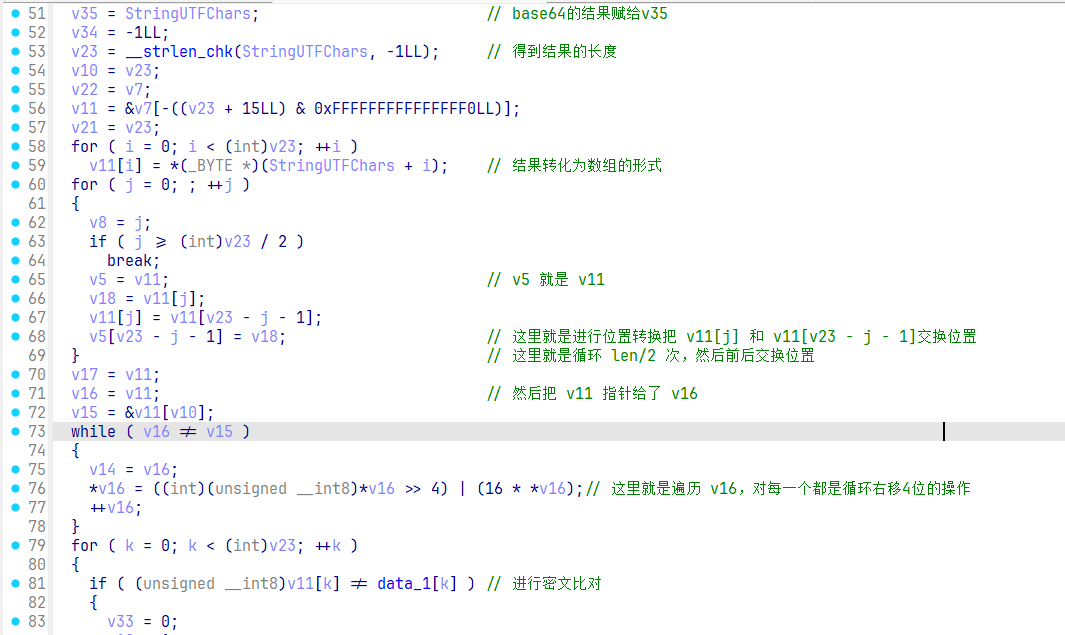 51 v35 = StringUTFChars; // base64的结果赋给v35
52 v34 = -1LL;
53 v23 = __strlen_chk(StringUTFChars, -1LL); // 得到结果的长度
54 v10 = v23;
55 v22 = v7;
56 v11 = &v7[-((v23 + 15LL) & 0xFFFFFFFFFFFFFFF0LL)];
57 v21 = v23;
58 for ( i = 0; i < (int)v23; ++i )
59 v11[i] = *(_BYTE *)(StringUTFChars + i); // 结果转化为数组的形式
60 for ( j = 0; ; ++j )
61 {
62 v8 = j;
63 if ( j >= (int)v23 / 2 )
64 break;
65 v5 = v11; // v5 就是 v11
66 v18 = v11[j];
67 v11[j] = v11[v23 - j - 1];
68 v5[v23 - j - 1] = v18; // 这里就是进行位置转换把 v11[j] 和 v11[v23 - j - 1]交换位置
69 } // 这里就是循环 len/2 次，然后前后交换位置
70 v17 = v11;
71 v16 = v11; // 然后把 v11 指针给了 v16
72 v15 = &v11[v10];
73 while ( v16 != v15 )
74 {
75 v14 = v16;
76 *v16 = ((int)(unsigned __int8)*v16 >> 4) | (16 * *v16); // 这里就是遍历 v16，对每一个都是循环右移4位的操作
77 ++v16;
78 }
79 for ( k = 0; k < (int)v23; ++k )
80 {
81 if ( (unsigned __int8)v11[k] != data_1[k] ) // 进行密文比对
82 {
83 v33 = 0;